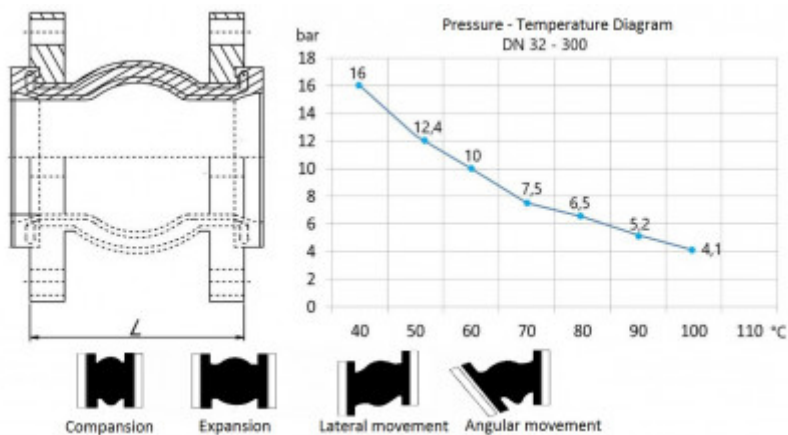 Pressure - Temperature Diagram
DN 32 - 300
bar
18
16
14
12
10
8
6
4
2
0
16
12,4
10
7,5
6,5
5,2
4,1
40 50 60 70 80 90 100 110 °C
L
Compansion Expansion Lateral movement Angular movement